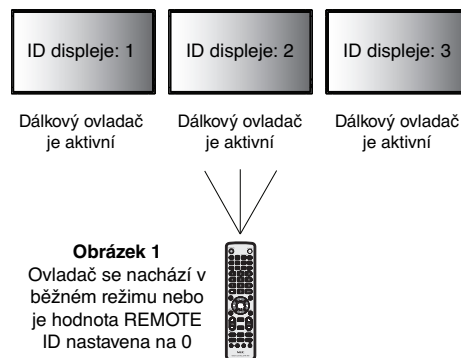 ID displeje: 1
ID displeje: 2
ID displeje: 3
Dálkový ovladač
je aktivní
Dálkový ovladač
je aktivní
Dálkový ovladač
je aktivní
Obrázek 1
Ovladač se nachází v
běžném režimu nebo
je hodnota REMOTE
ID nastavena na 0